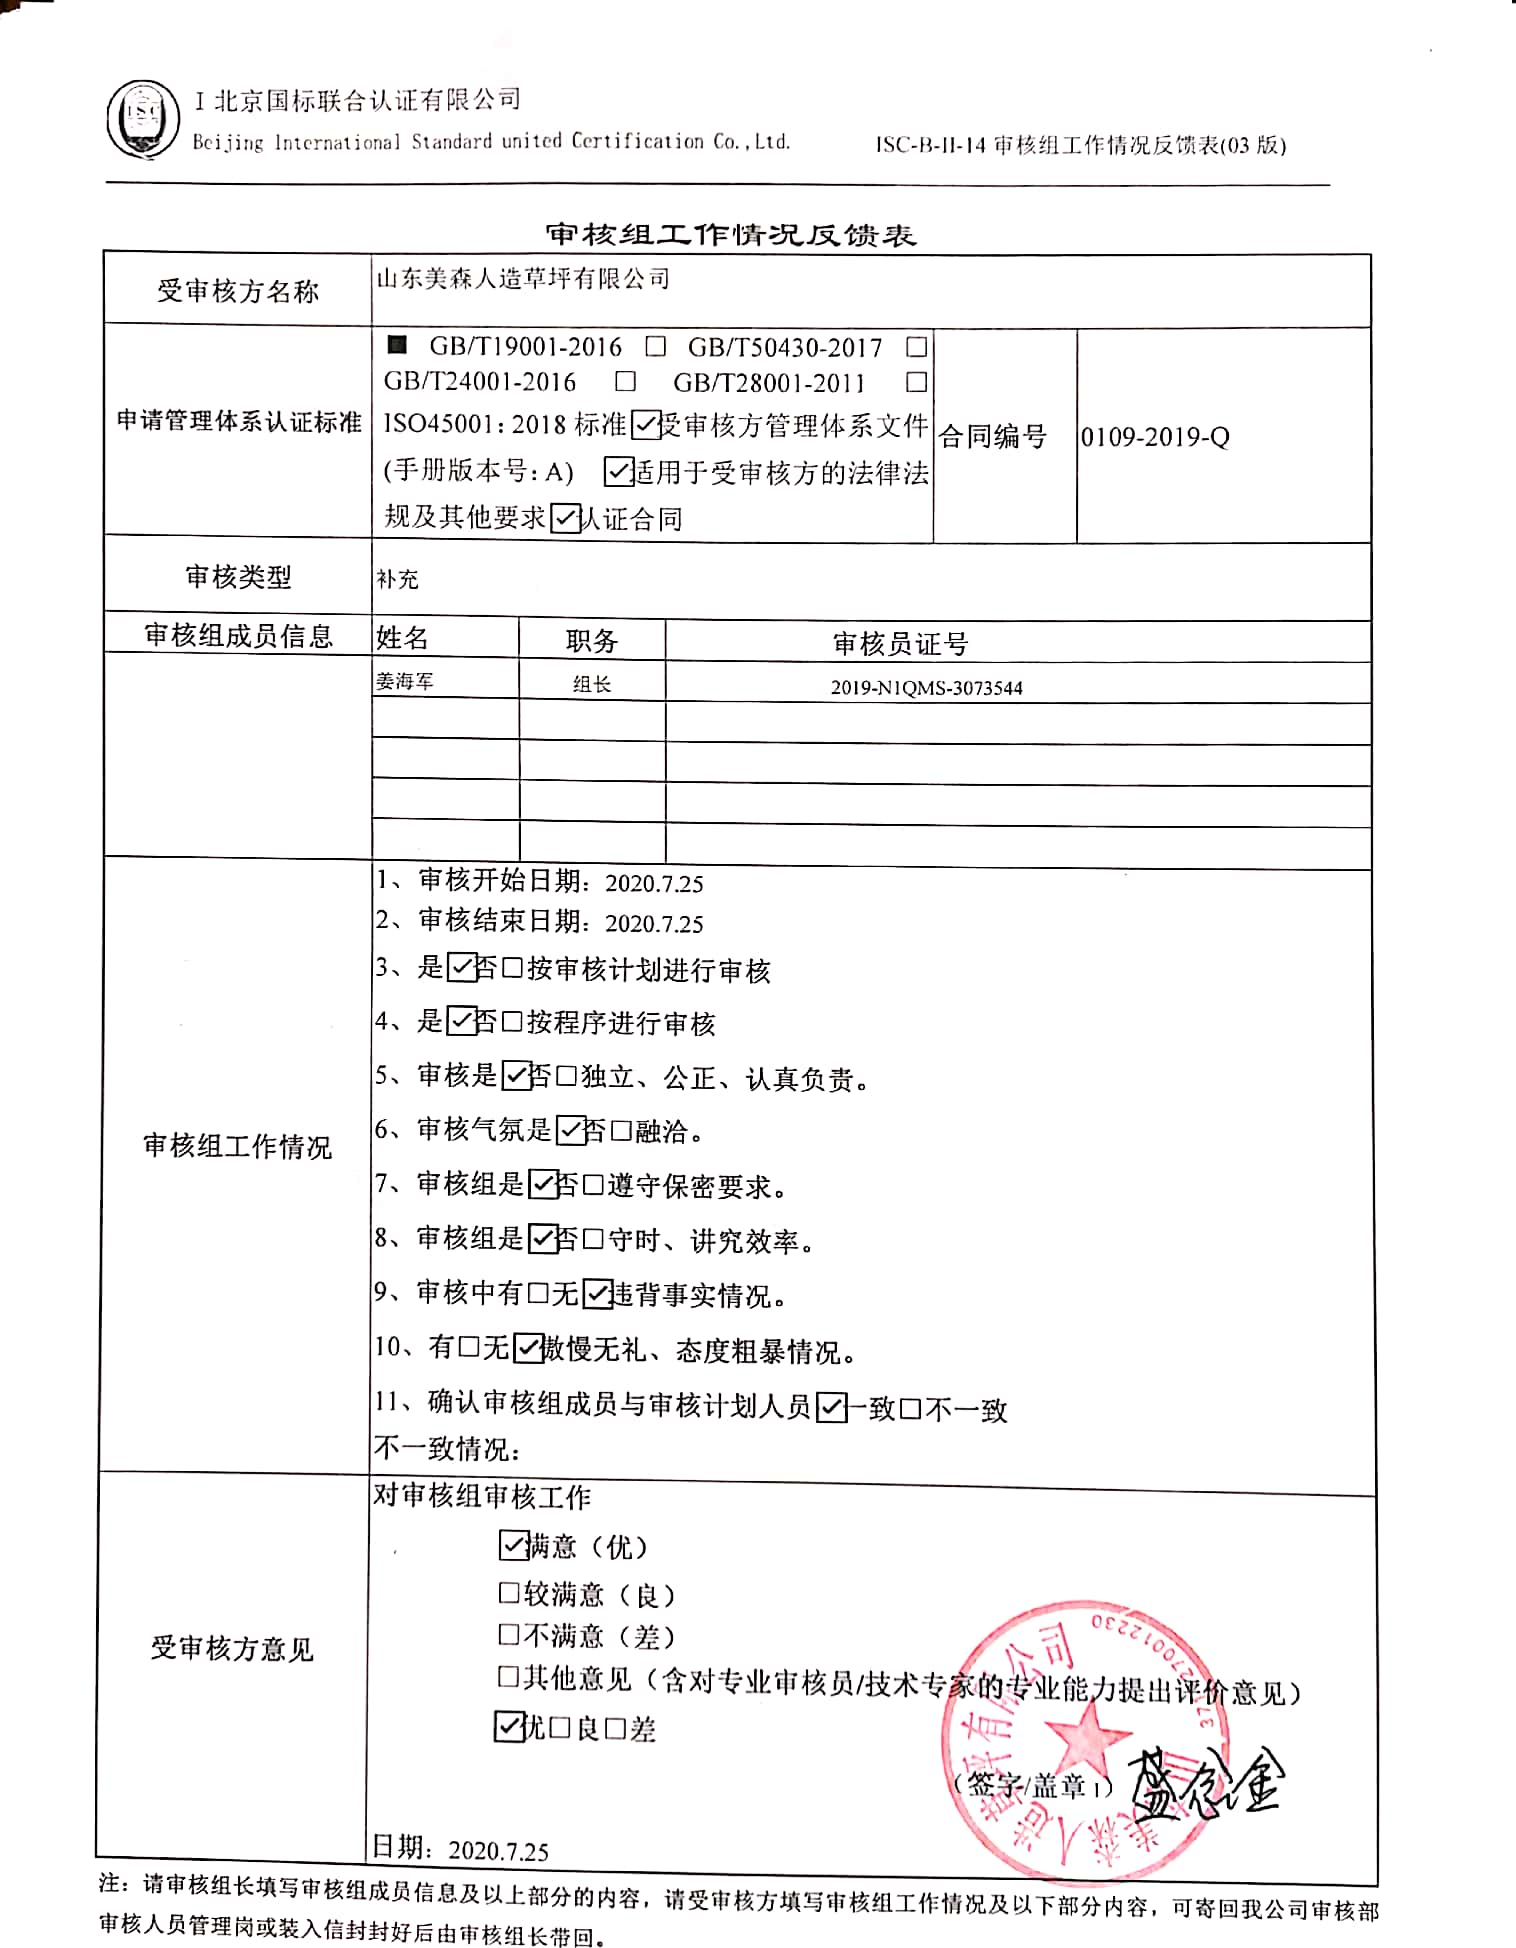 ISC
I 北京国标联合认证有限公司
Beijing International Standard united Certification Co.,Ltd.
ISC-B-II-14 审核组工作情况反馈表(03 版)
审核组工作情况反馈表
受审核方名称
山东美森人造草坪有限公司
申请管理体系认证标准
■ GB/T19001-2016 □ GB/T50430-2017 □
GB/T24001-2016 □ GB/T28001-2011 □
ISO45001: 2018 标准☑受审核方管理体系文件
(手册版本号: A) ☑适用于受审核方的法律法
规及其他要求☑认证合同
合同编号
0109-2019-Q
审核类型
补充
审核组成员信息 姓名 职务 审核员证号
姜海军 组长 2019-N1QMS-3073544
审核组工作情况
1、审核开始日期: 2020.7.25
2、审核结束日期: 2020.7.25
3、是☑否□按审核计划进行审核
4、是☑否□按程序进行审核
5、审核是☑否□独立、公正、认真负责。
6、审核气氛是☑否□融洽。
7、审核组是☑否□遵守保密要求。
8、审核组是☑否□守时、讲究效率。
9、审核中有□无☑违背事实情况。
10、有□无☑傲慢无礼、态度粗暴情况。
11、确认审核组成员与审核计划人员☑一致□不一致
不一致情况:
受审核方意见
对审核组审核工作
☑满意（优）
□较满意（良）
□不满意（差）
□其他意见（含对专业审核员/技术专家的专业能力提出评价意见）
☑优□良□差
（签字/盖章）
日期: 2020.7.25
注: 请审核组长填写审核组成员信息及以上部分的内容，请受审核方填写审核组工作情况及以下部分内容，可寄回我公司审核部
审核人员管理岗或装入信封封好后由审核组长带回。